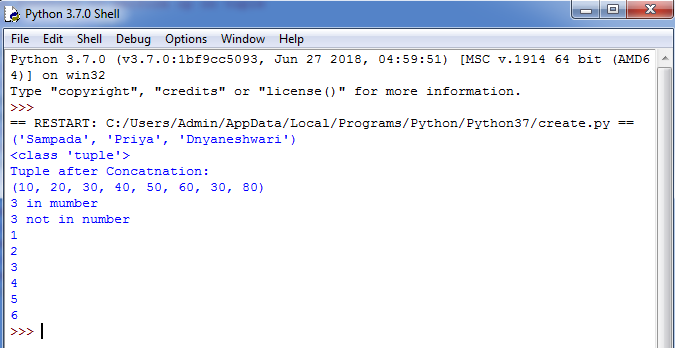 Python 3.7.0 Shell
File Edit Shell Debug Options Window Help
Python 3.7.0 (v3.7.0:1bf9cc5093, Jun 27 2018, 04:59:51) [MSC v.1914 64 bit (AMD6
4)] on win32
Type "copyright", "credits" or "license()" for more information.
>>>
== RESTART: C:/Users/Admin/AppData/Local/Programs/Python/Python37/create.py ==
('Sampada', 'Priya', 'Dnyaneshwari')
<class 'tuple'>
Tuple after Concatnation:
(10, 20, 30, 40, 50, 60, 30, 80)
3 in mumber
3 not in number
1
2
3
4
5
6
>>>